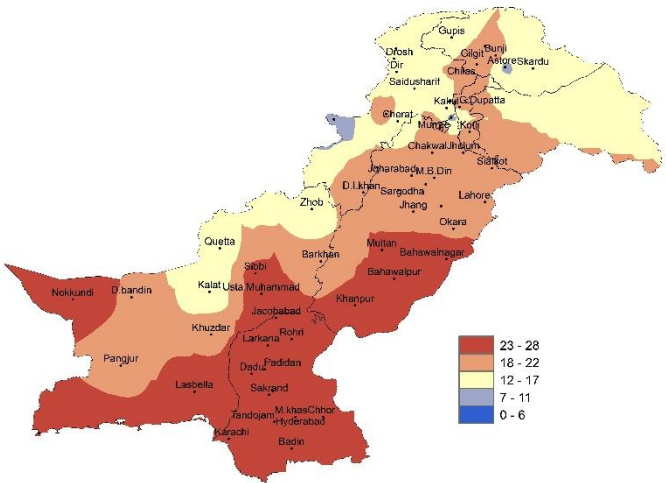 Gupis
Drosh
Dir
Gilgit
Bunji
Astore
Skardu
Chilas
Saidusharif
Kakul
G.Dupatta
Cherat
Murree
Kotli
Chakwal
Jhelum
Sialkot
Joharabad
M.B.Din
D.I.khan
Sargodha
Lahore
Jhang
Zhob
Okara
Quetta
Multan
Bahawalnagar
Barkhan
Sibbi
Bahawalpur
Nokkundi
D.bandin
Kalat
Usta Muhammad
Khanpur
Jacobabad
Khuzdar
Rohri
Larkana
Pangjur
Padidan
Dadu
Lasbella
Sakrand
Tandojam
M.khas
Chhor
Hyderabad
Karachi
Badin
23 - 28
18 - 22
12 - 17
7 - 11
0 - 6